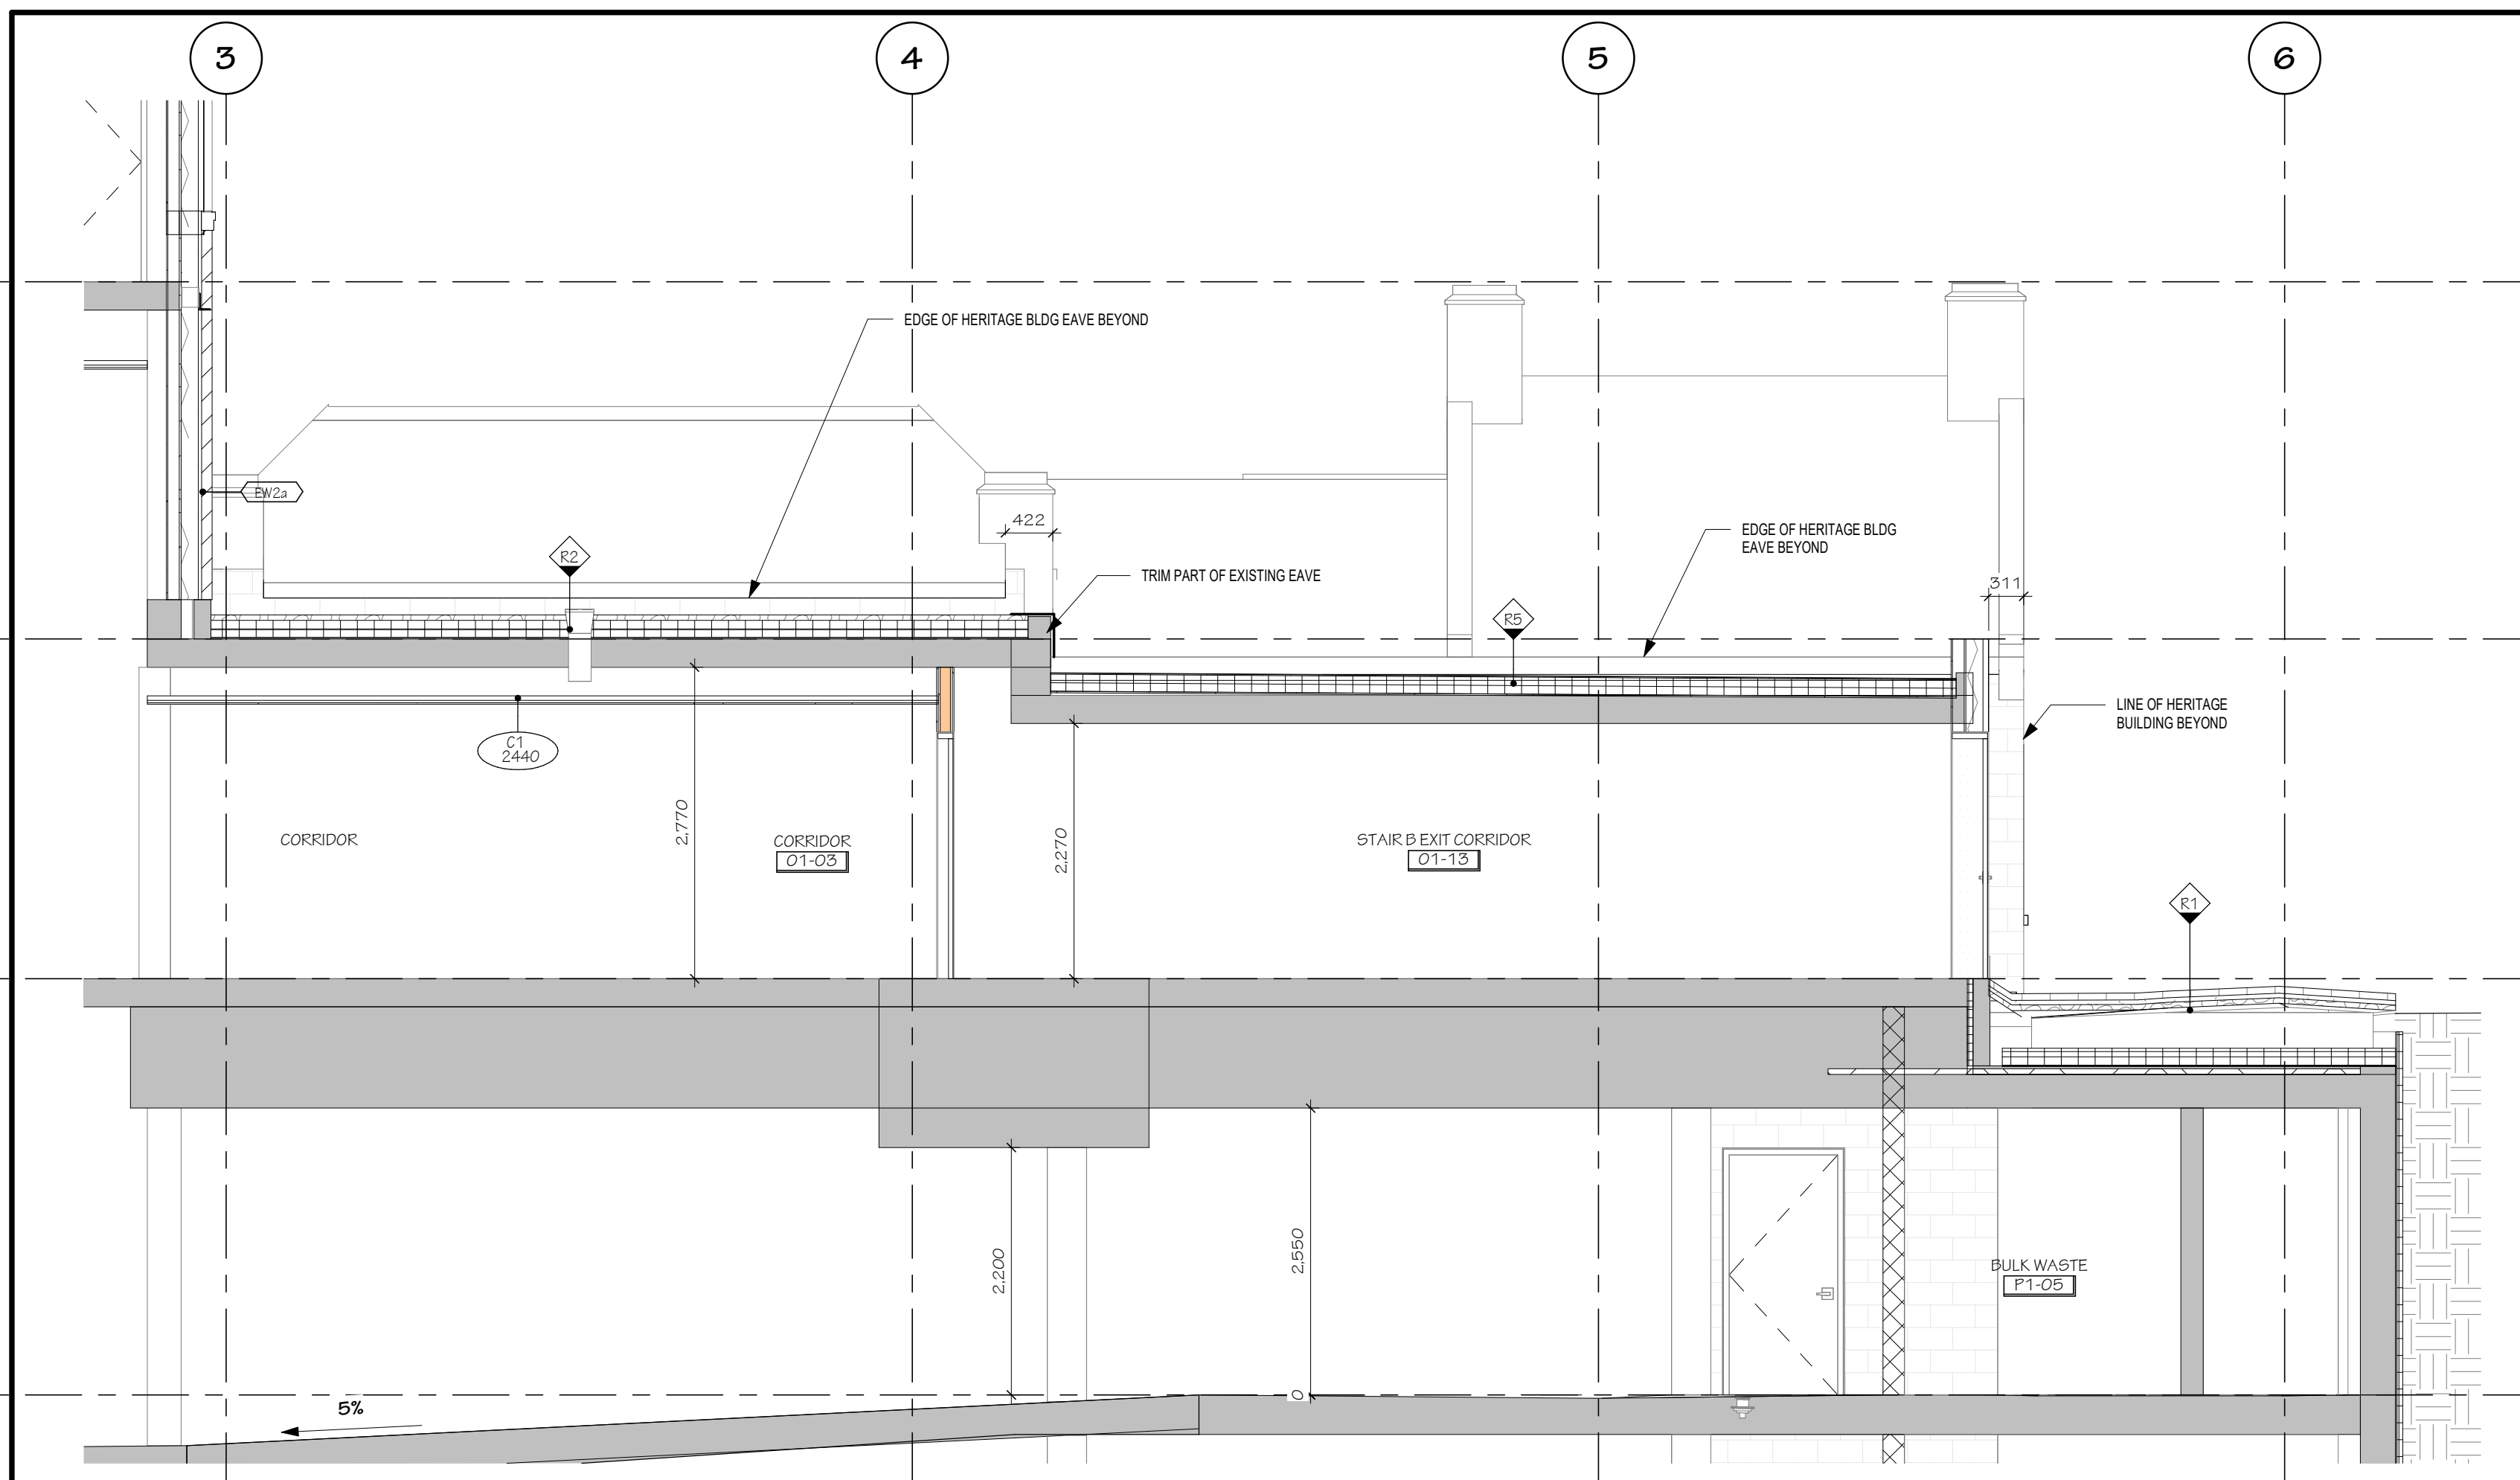 3
4
5
6
EDGE OF HERITAGE BLDG EAVE BEYOND
EW2a
422
R2
EDGE OF HERITAGE BLDG
EAVE BEYOND
TRIM PART OF EXISTING EAVE
311
R5
LINE OF HERITAGE
BUILDING BEYOND
C1
2440
2,770
2,270
CORRIDOR
CORRIDOR
01-03
STAIR B EXIT CORRIDOR
01-13
R1
2,200
2,550
BULK WASTE
P1-05
0
5%